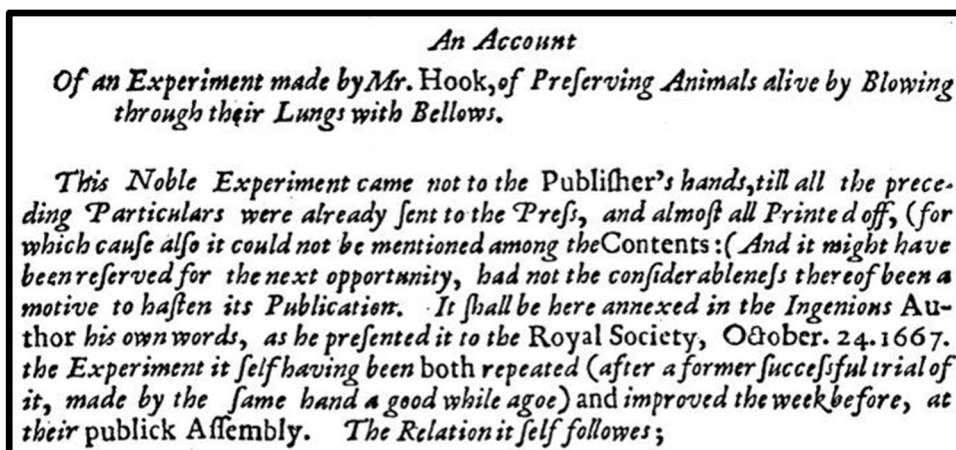 An Account
Of an Experiment made by Mr. Hook, of Preſerving Animals alive by Blowing
through their Lungs with Bellows.
This Noble Experiment came not to the Publiſher's hands, till all the prece-
ding Particulars were already ſent to the Preſs, and almoſt all Printed off, (for
which cauſe alſo it could not be mentioned among the Contents:( And it might have
been reſerved for the next opportunity, had not the conſiderableneſs thereof been a
motive to haſten its Publication. It ſhall be here annexed in the Ingenious Au-
thor his own words, as he preſented it to the Royal Society, October. 24. 1667.
the Experiment it ſelf having been both repeated (after a former ſucceſsful trial of
it, made by the ſame hand a good while agoe) and improved the week before, at
their publick Aſſembly. The Relation it ſelf followes;